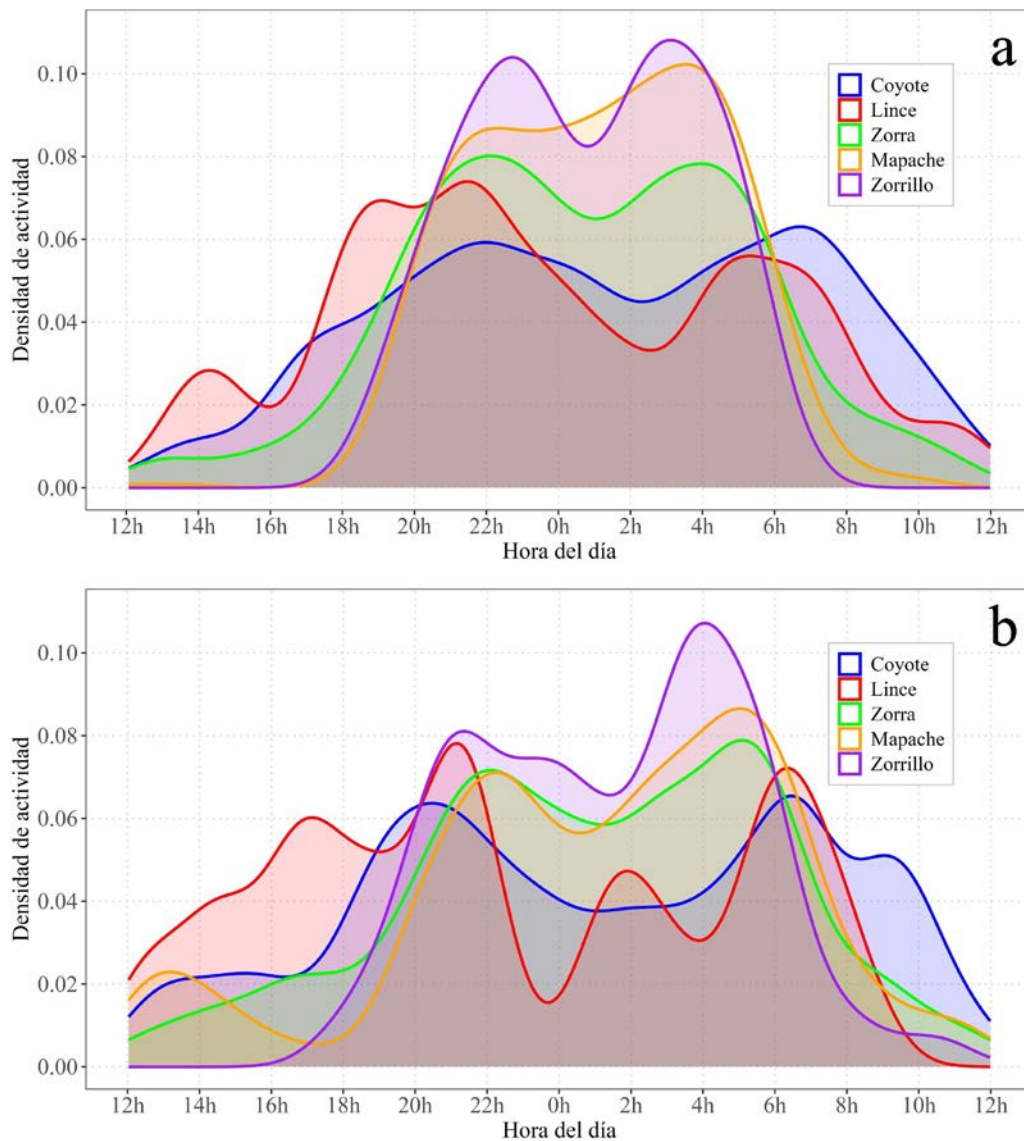 a
Coyote
Lince
Zorra
Mapache
Zorrillo
Densidad de actividad
0.10
0.08
0.06
0.04
0.02
0.00
12h 14h 16h 18h 20h 22h 0h 2h 4h 6h 8h 10h 12h
Hora del día
b
Coyote
Lince
Zorra
Mapache
Zorrillo
Densidad de actividad
0.10
0.08
0.06
0.04
0.02
0.00
12h 14h 16h 18h 20h 22h 0h 2h 4h 6h 8h 10h 12h
Hora del día